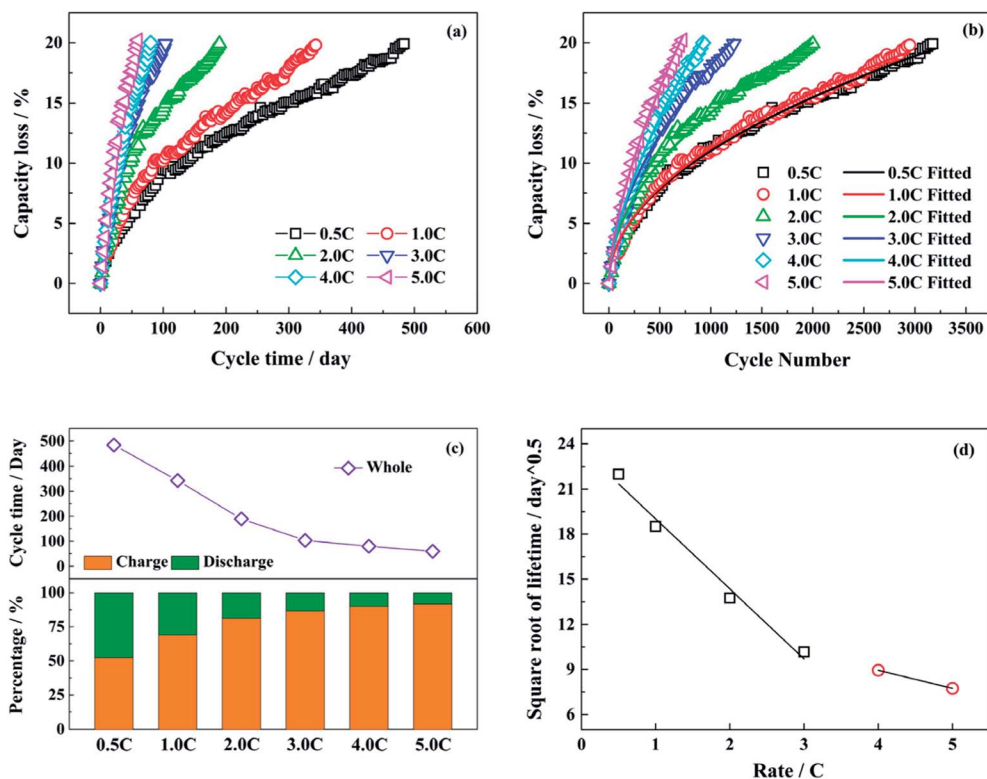 (a)
20
15
10
5
0
Capacity loss / %
0.5C 1.0C
2.0C 3.0C
4.0C 5.0C
0 100 200 300 400 500 600
Cycle time / day
(b)
20
15
10
5
0
Capacity loss / %
0.5C 0.5C Fitted
1.0C 1.0C Fitted
2.0C 2.0C Fitted
3.0C 3.0C Fitted
4.0C 4.0C Fitted
5.0C 5.0C Fitted
0 500 1000 1500 2000 2500 3000 3500
Cycle Number
(c)
500
400
300
200
100
0
Cycle time / Day
Whole
Charge Discharge
100
75
50
25
0
Percentage / %
0.5C 1.0C 2.0C 3.0C 4.0C 5.0C
(d)
24
21
18
15
12
9
6
Square root of lifetime / day^0.5
1 2 3 4 5
Rate / C